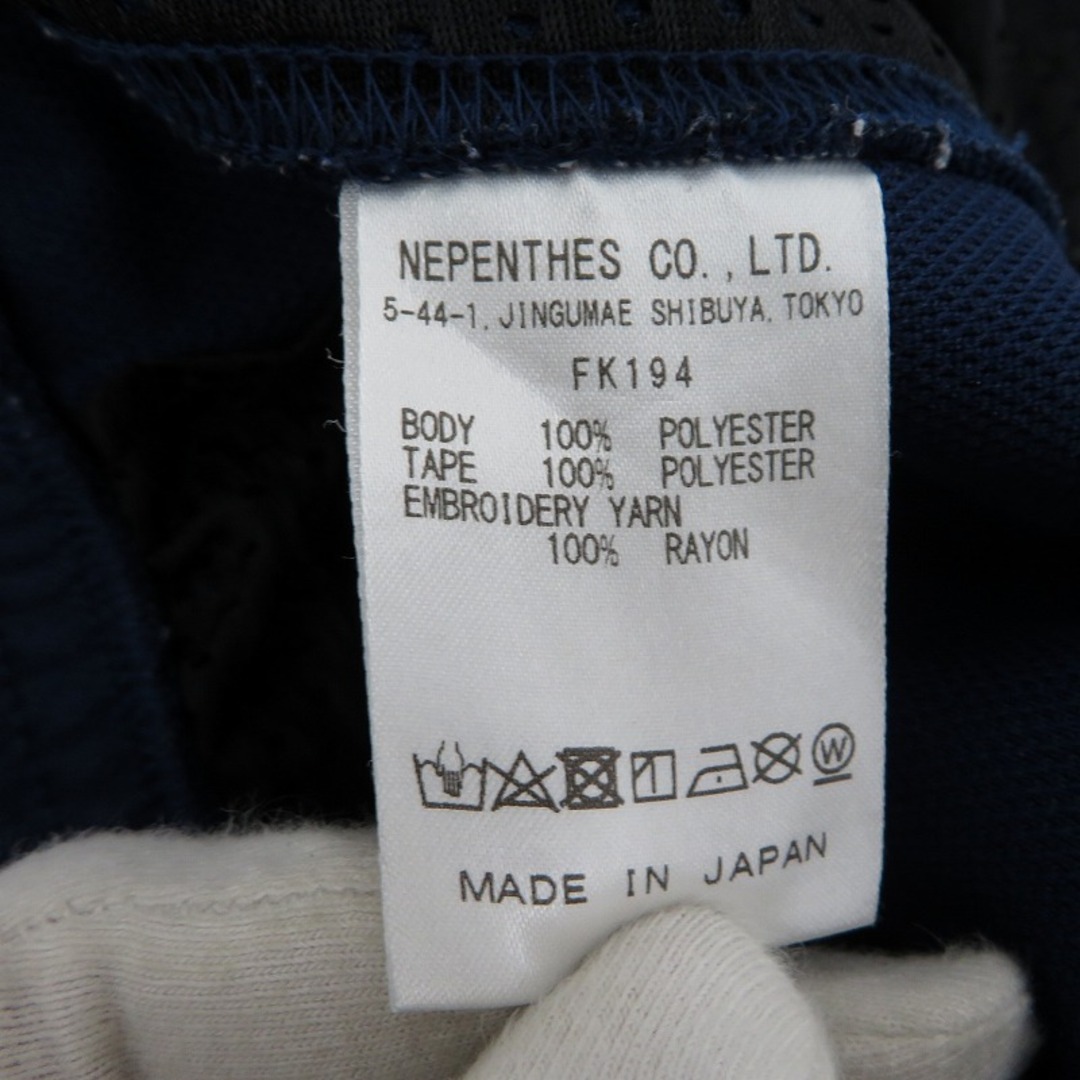 NEPENTHES CO.,LTD.
5-44-1, JINGUMAE SHIBUYA, TOKYO
FK194
BODY 100% POLYESTER
TAPE 100% POLYESTER
EMBROIDERY YARN
100% RAYON
W
MADE IN JAPAN